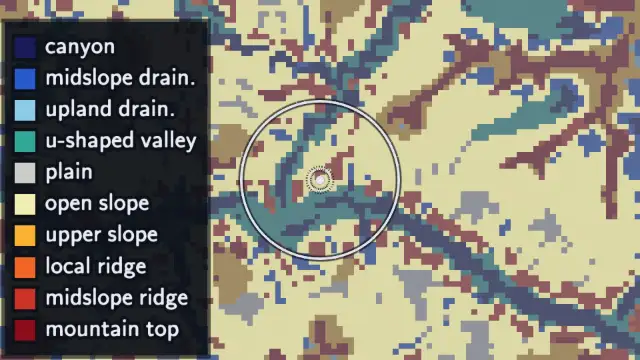 canyon
midslope drain.
upland drain.
u-shaped valley
plain
open slope
upper slope
local ridge
midslope ridge
mountain top